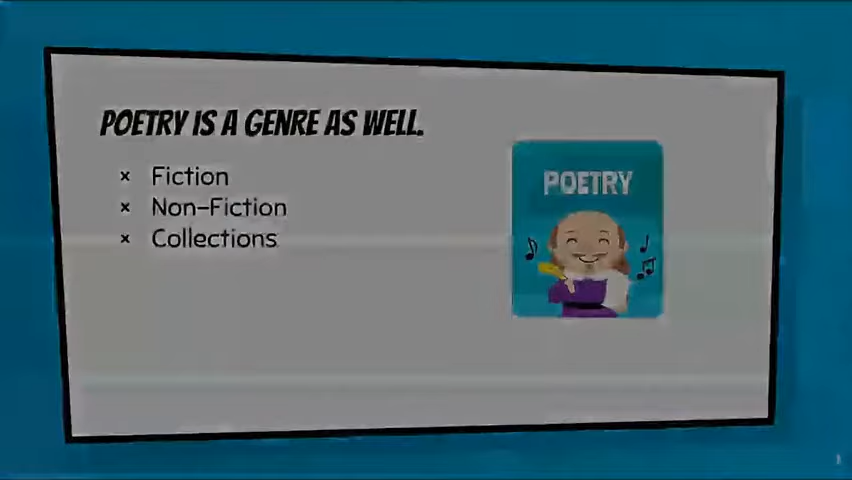 POETRY IS A GENRE AS WELL.
× Fiction
× Non-Fiction
× Collections
POETRY